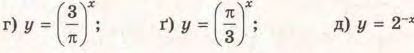 г) y = (3/π)^x; ґ) y = (π/3)^x; д) y = 2^{-x}